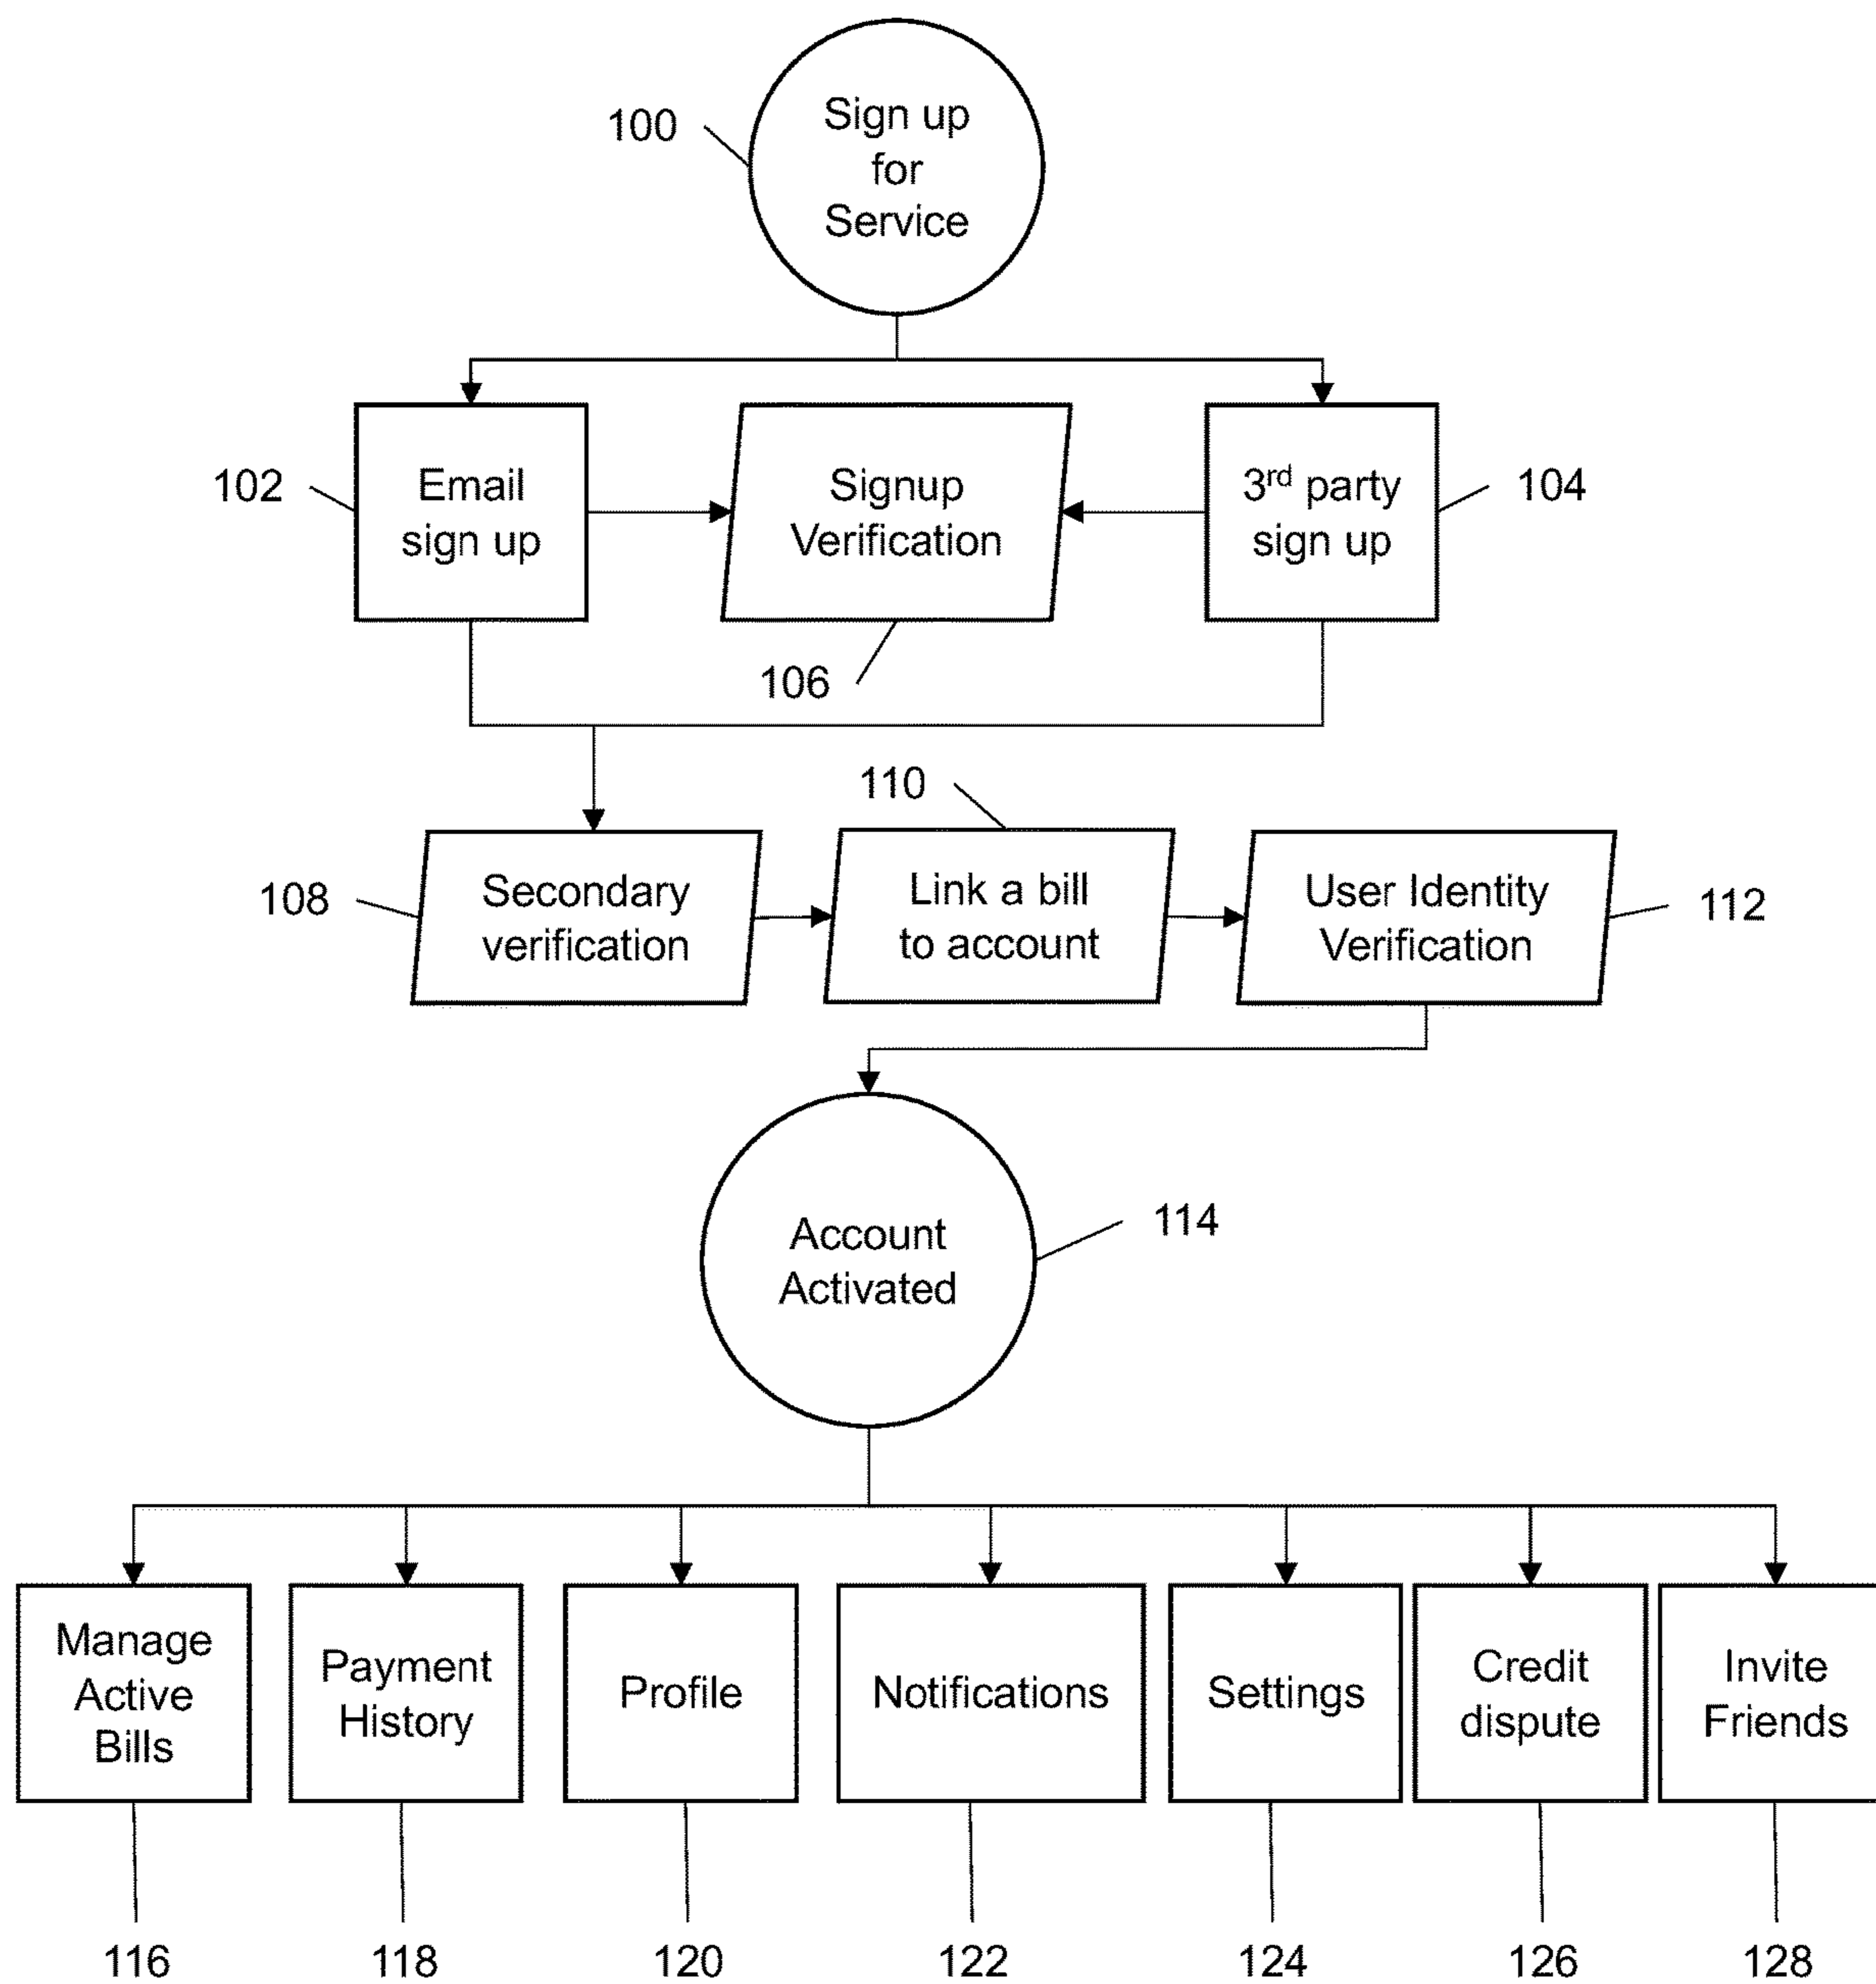 100
Sign up
for
Service
102
Email
sign up
Signup
Verification
3rd party
sign up
104
106
110
108
Secondary
verification
Link a bill
to account
User Identity
Verification
112
Account
Activated
114
Manage
Active
Bills
Payment
History
Profile
Notifications
Settings
Credit
dispute
Invite
Friends
116
118
120
122
124
126
128